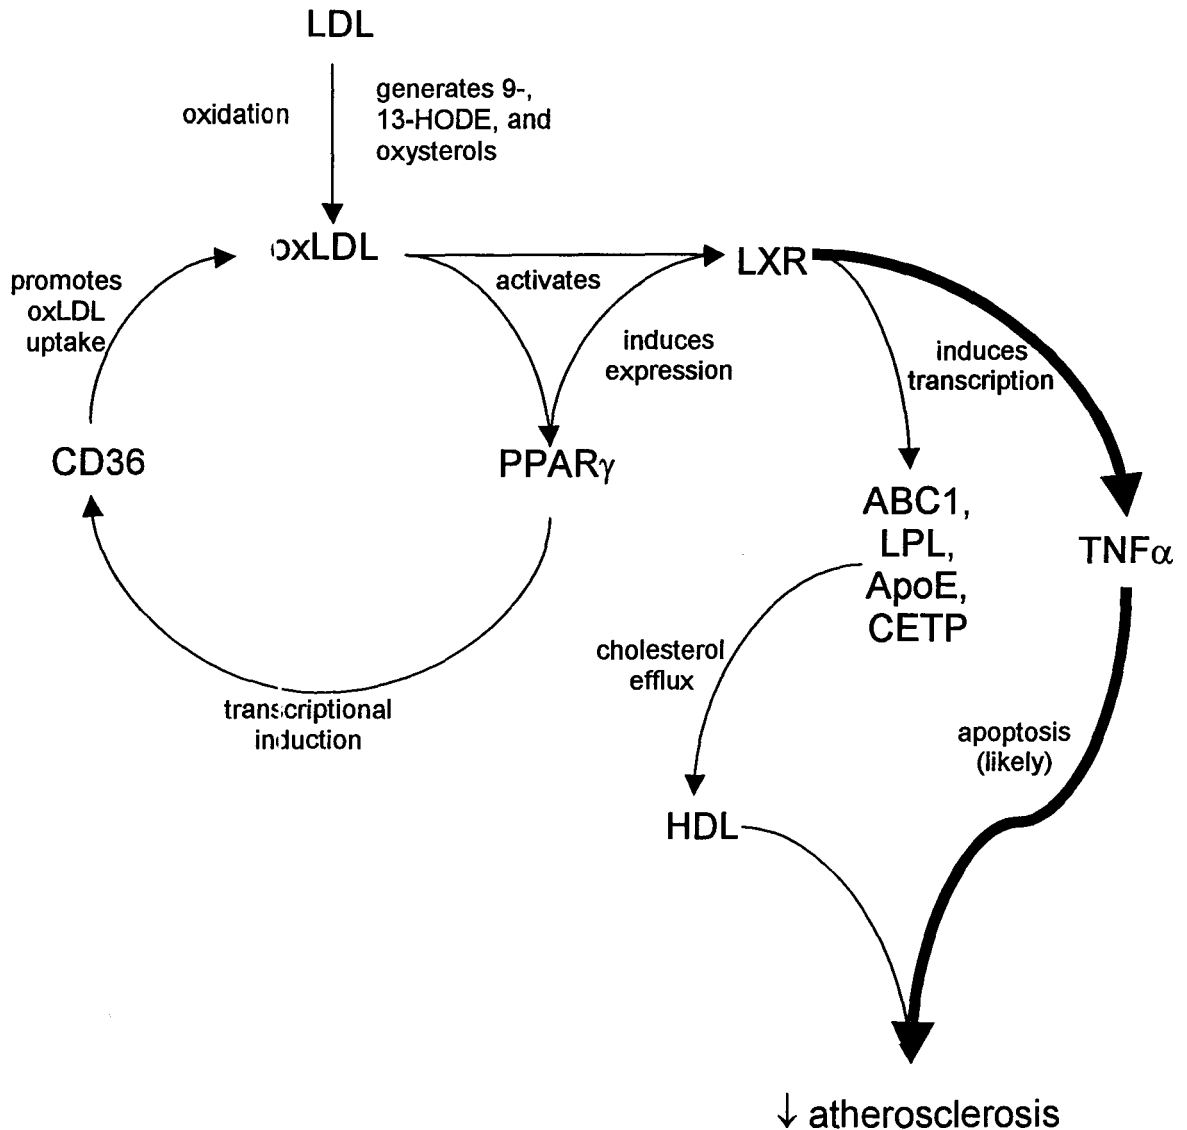 LDL
oxidation
generates 9-,
13-HODE, and
oxysterols
oxLDL
activates
LXR
promotes
oxLDL
uptake
induces
expression
induces
transcription
CD36
PPARγ
ABC1,
LPL,
ApoE,
CETP
TNFα
cholesterol
efflux
transcriptional
induction
apoptosis
(likely)
HDL
↓ atherosclerosis